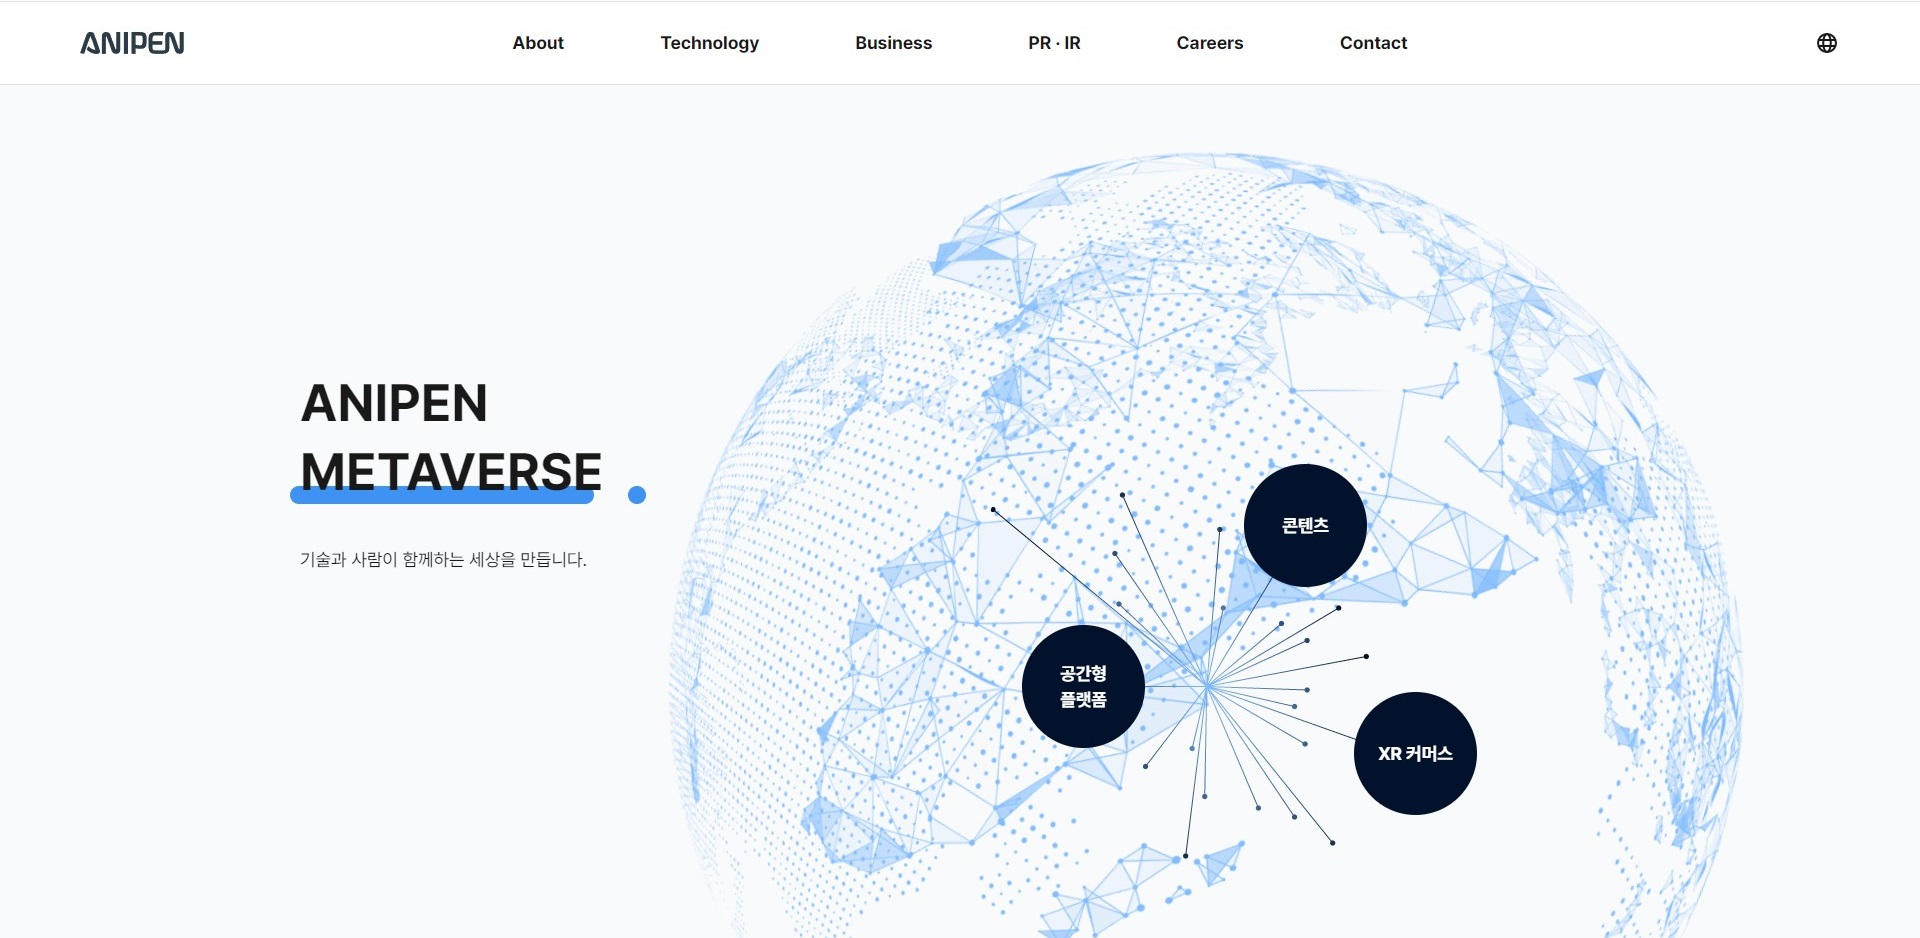 ANIPEN
About
Technology
Business
PR · IR
Careers
Contact
ANIPEN
METAVERSE
기술과 사람이 함께하는 세상을 만듭니다.
콘텐츠
공간형
플랫폼
XR 커머스